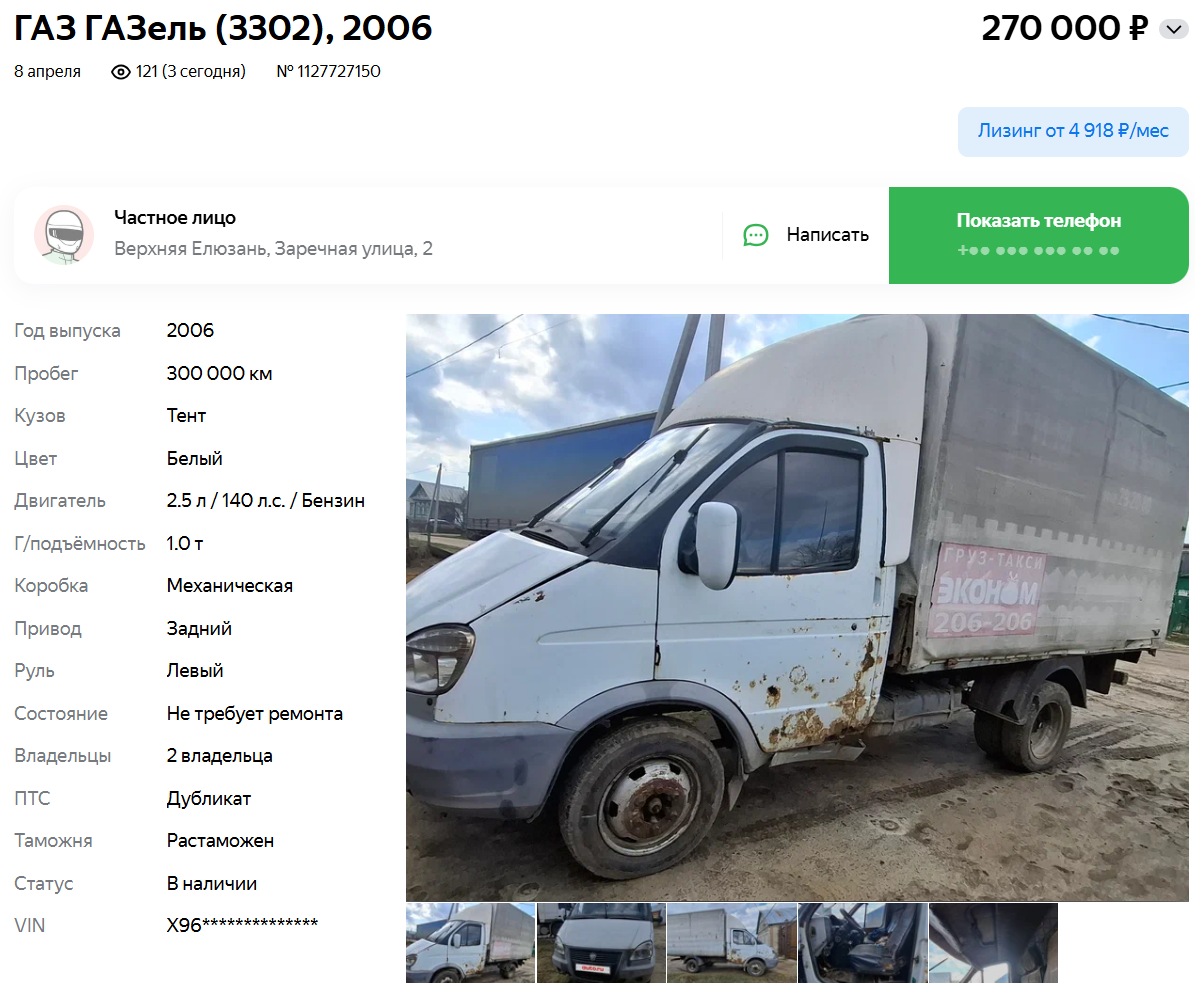 ГАЗ ГАЗель (3302), 2006
270 000 ₽
8 апреля 121 (3 сегодня) № 1127727150
Лизинг от 4 918 ₽/мес
Частное лицо
Верхняя Елюзань, Заречная улица, 2
Написать
Показать телефон
+●● ●●● ●●● ●● ●●
Год выпуска 2006
Пробег 300 000 км
Кузов Тент
Цвет Белый
Двигатель 2.5 л / 140 л.с. / Бензин
Г/подъёмность 1.0 т
Коробка Механическая
Привод Задний
Руль Левый
Состояние Не требует ремонта
Владельцы 2 владельца
ПТС Дубликат
Таможня Растаможен
Статус В наличии
VIN X96**************
ГРУЗ-ТАКСИ
ЭКОНОМ
206-206